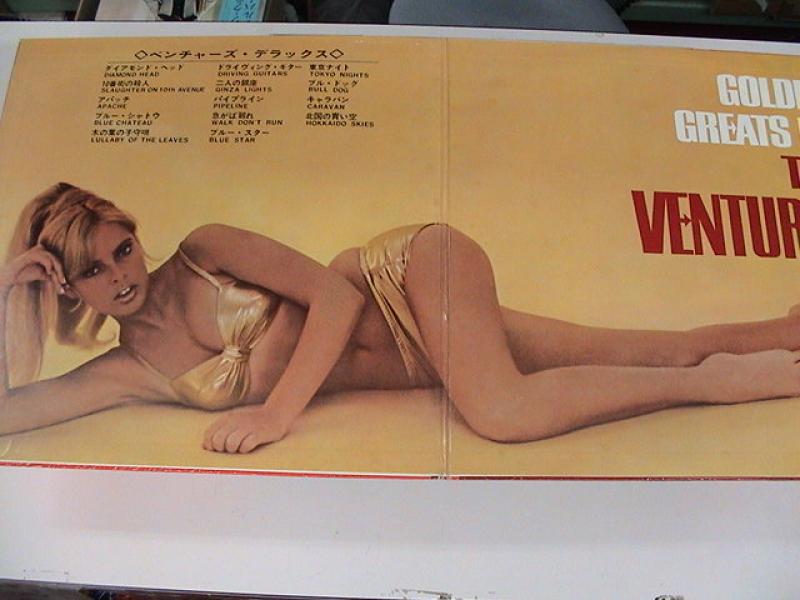 ◇ベンチャーズ・デラックス◇
ダイアモンド・ヘッド
DIAMOND HEAD
10番街の殺人
SLAUGHTER ON 10th AVENUE
アパッチ
APACHE
ブルー・シャトウ
BLUE CHATEAU
木の葉の子守唄
LULLABY OF THE LEAVES
ドライヴィング・ギター
DRIVING GUITARS
二人の銀座
GINZA LIGHTS
パイプライン
PIPELINE
急がば廻れ
WALK DON'T RUN
ブルー・スター
BLUE STAR
東京ナイト
TOKYO NIGHTS
ブル・ドッグ
BULL DOG
キャラバン
CARAVAN
北国の青い空
HOKKAIDO SKIES
GOLDE
GREATS
T
VENTUR